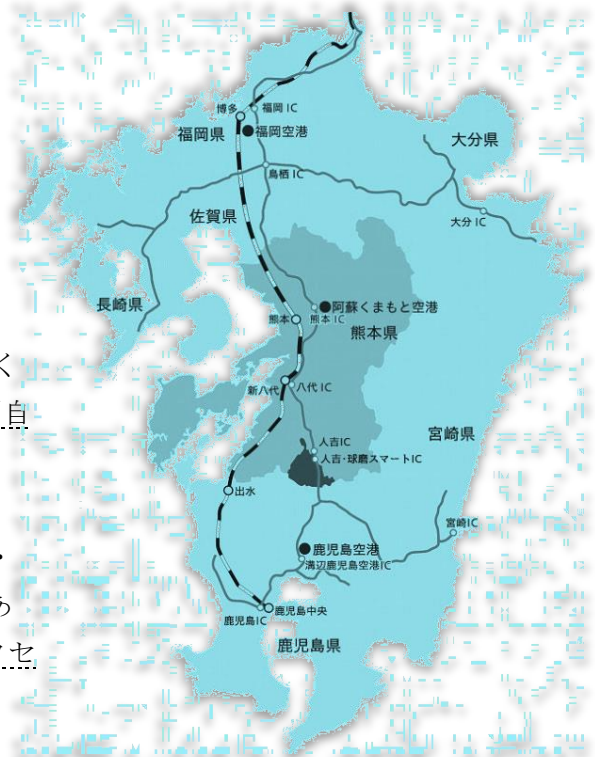 博多
福岡 IC
福岡県
福岡空港
大分県
鳥栖 IC
佐賀県
大分 IC
長崎県
阿蘇くまもと空港
熊本
熊本 IC
熊本県
く
新八代
八代 IC
自
宮崎県
人吉IC
人吉・球磨スマートIC
出水
宮崎IC
・
鹿児島空港
溝辺鹿児島空港IC
鹿児島IC
鹿児島中央
鹿児島県
セ